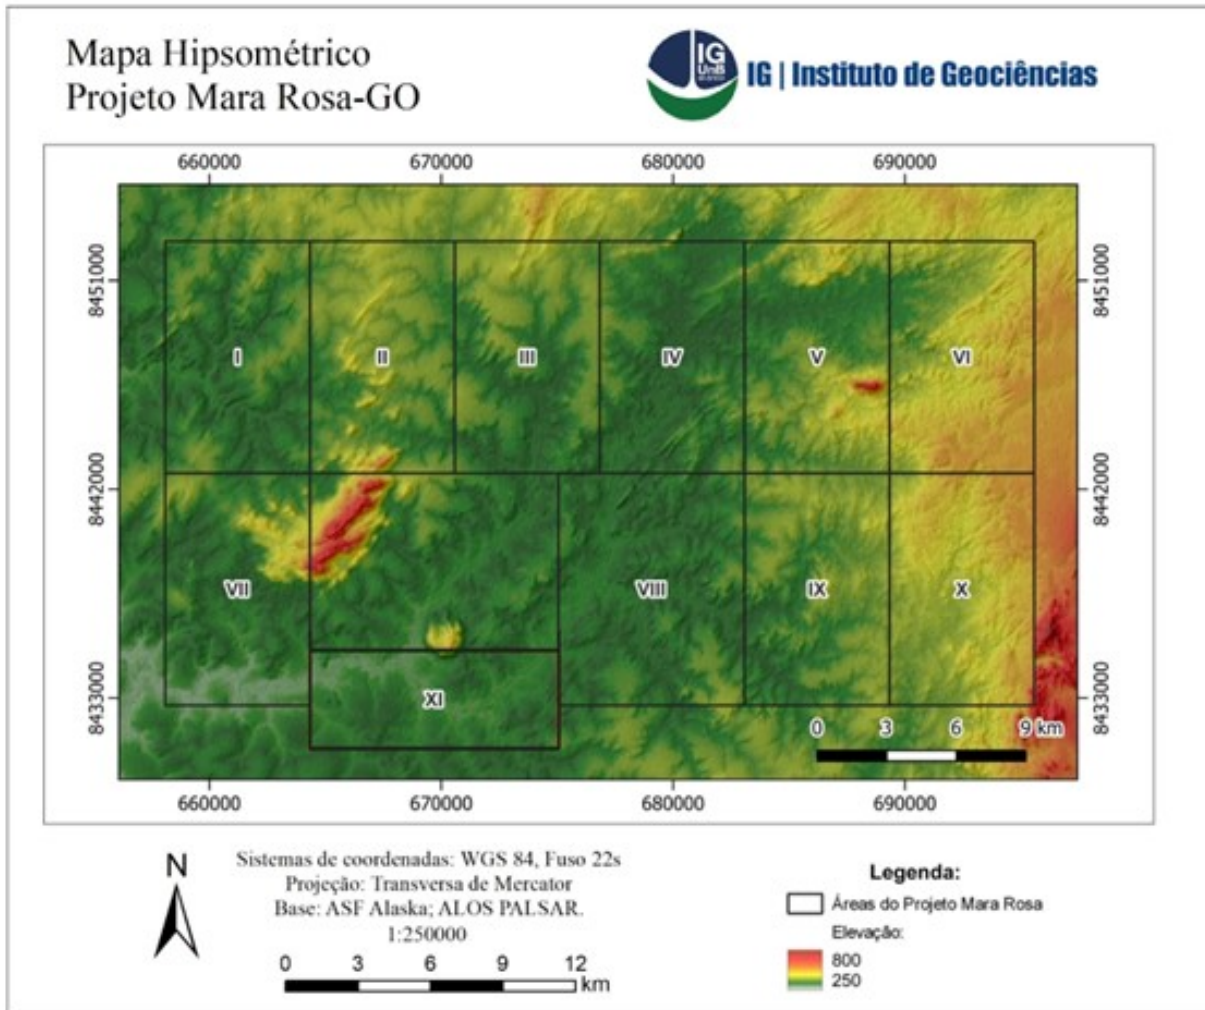 Mapa Hipsométrico
Projeto Mara Rosa-GO
IG
UnB
IG | Instituto de Geociências
660000 670000 680000 690000
8451000 8451000
I II III IV V VI
8442000 8442000
VII VIII IX X
XI
8433000 8433000
0 3 6 9 km
660000 670000 680000 690000
N
Sistemas de coordenadas: WGS 84, Fuso 22s
Projeção: Transversa de Mercator
Base: ASF Alaska; ALOS PALSAR.
1:250000
0 3 6 9 12
km
Legenda:
Áreas do Projeto Mara Rosa
Elevação:
800
250